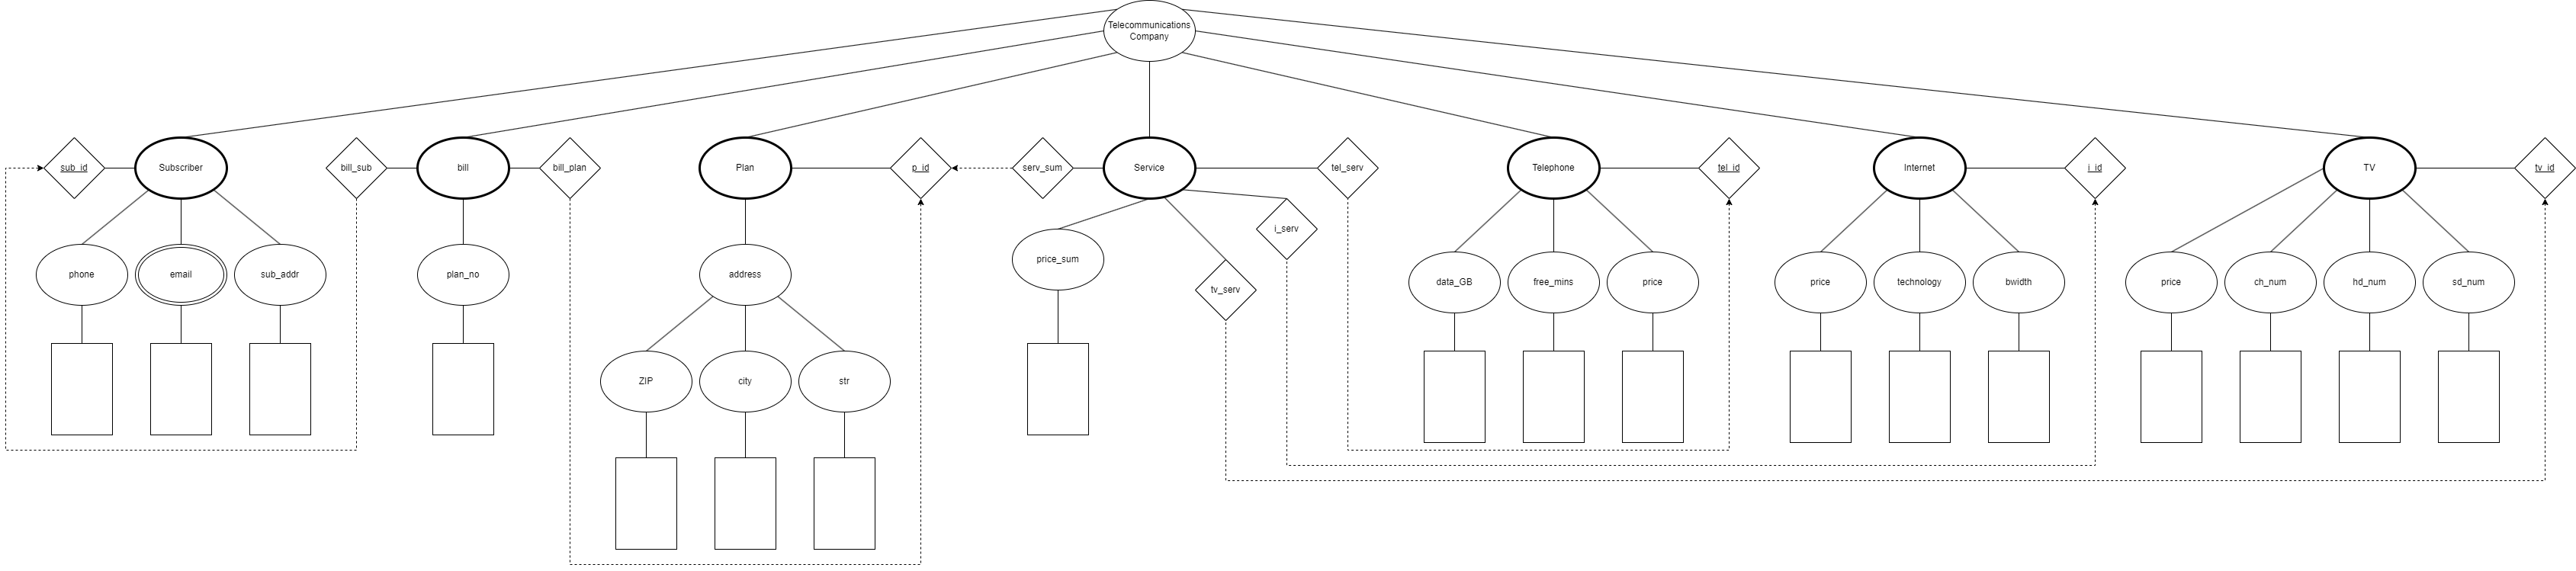 Telecommunications
Company
sub_id
Subscriber
bill_sub
bill
bill_plan
Plan
p_id
serv_sum
Service
tel_serv
Telephone
tel_id
Internet
i_id
TV
tv_id
i_serv
phone
email
sub_addr
plan_no
address
price_sum
tv_serv
data_GB
free_mins
price
price
technology
bwidth
price
ch_num
hd_num
sd_num
ZIP
city
str